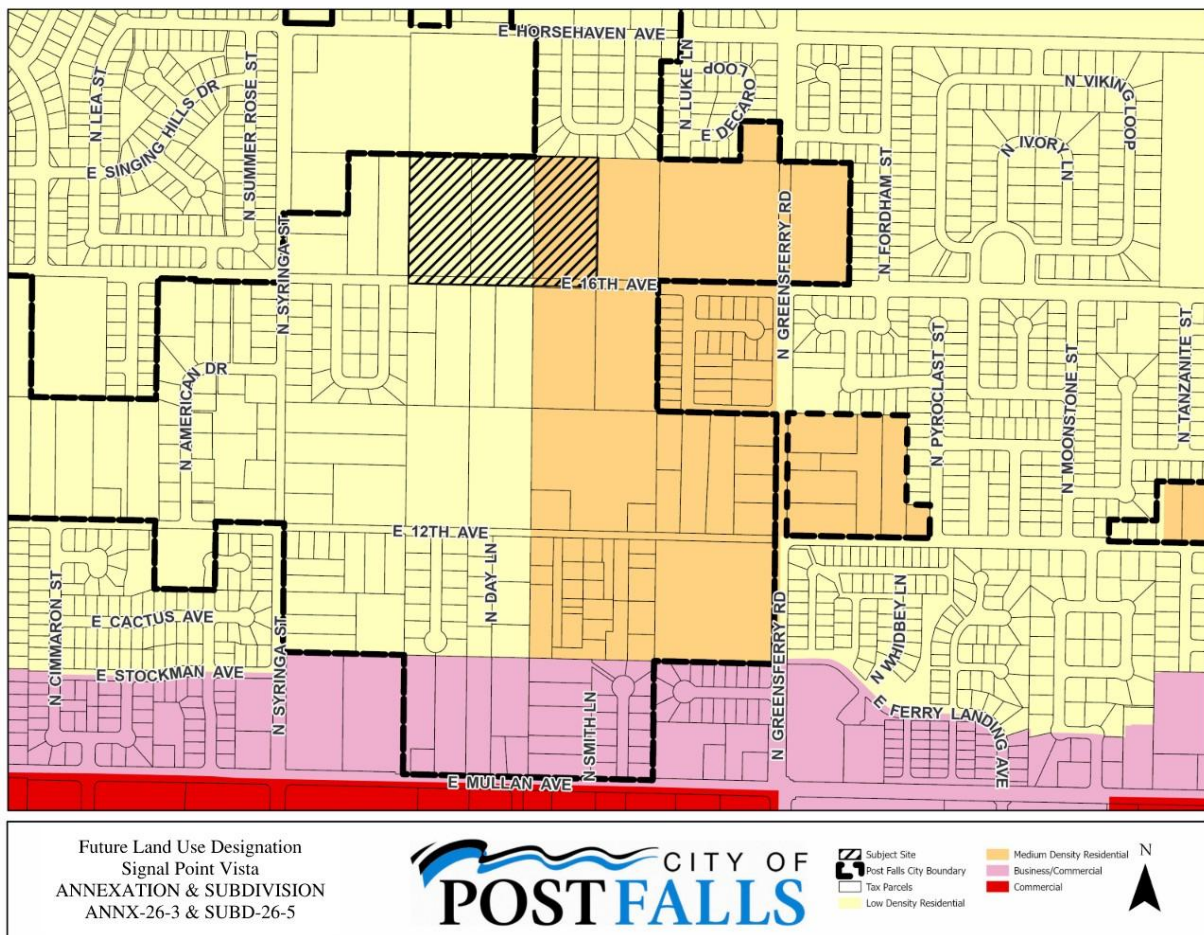 E HORSEHAVEN AVE
N LEA ST
E SINGING HILLS DR
N SUMMER ROSE ST
N LUKE LN
LOOP
E DECARO
N VIKING LOOP
N IVORY LN
N FORDHAM ST
N SYRINGA ST
N GREENSFERRY RD
E 16TH AVE
N AMERICAN DR
N PYROCLAST ST
N MOONSTONE ST
N TANZANITE ST
E 12TH AVE
N DAY LN
N CIMMARON ST
E CACTUS AVE
E STOCKMAN AVE
N SYRINGA ST
N SMITH LN
N GREENSFERRY RD
N WHIDBEY LN
E FERRY LANDING AVE
E MULLAN AVE
Future Land Use Designation
Signal Point Vista
ANNEXATION & SUBDIVISION
ANNX-26-3 & SUBD-26-5
CITY OF
POST FALLS
Subject Site
Post Falls City Boundary
Tax Parcels
Low Density Residential
Medium Density Residential
Business/Commercial
Commercial
N